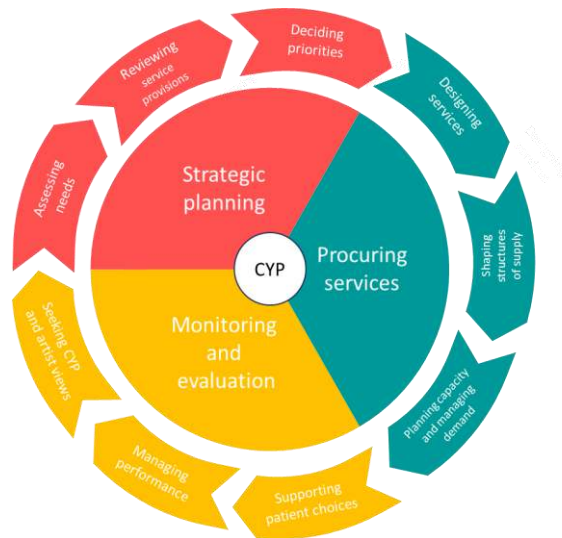 Deciding
priorities
Designing
services
Shaping
structures
of supply
Planning capacity
and managing
demand
Supporting
patient choices
Managing
performance
Seeking CYP
and artist views
Assessing
needs
Reviewing
service
provisions
Strategic
planning
Procuring
services
Monitoring
and
evaluation
CYP